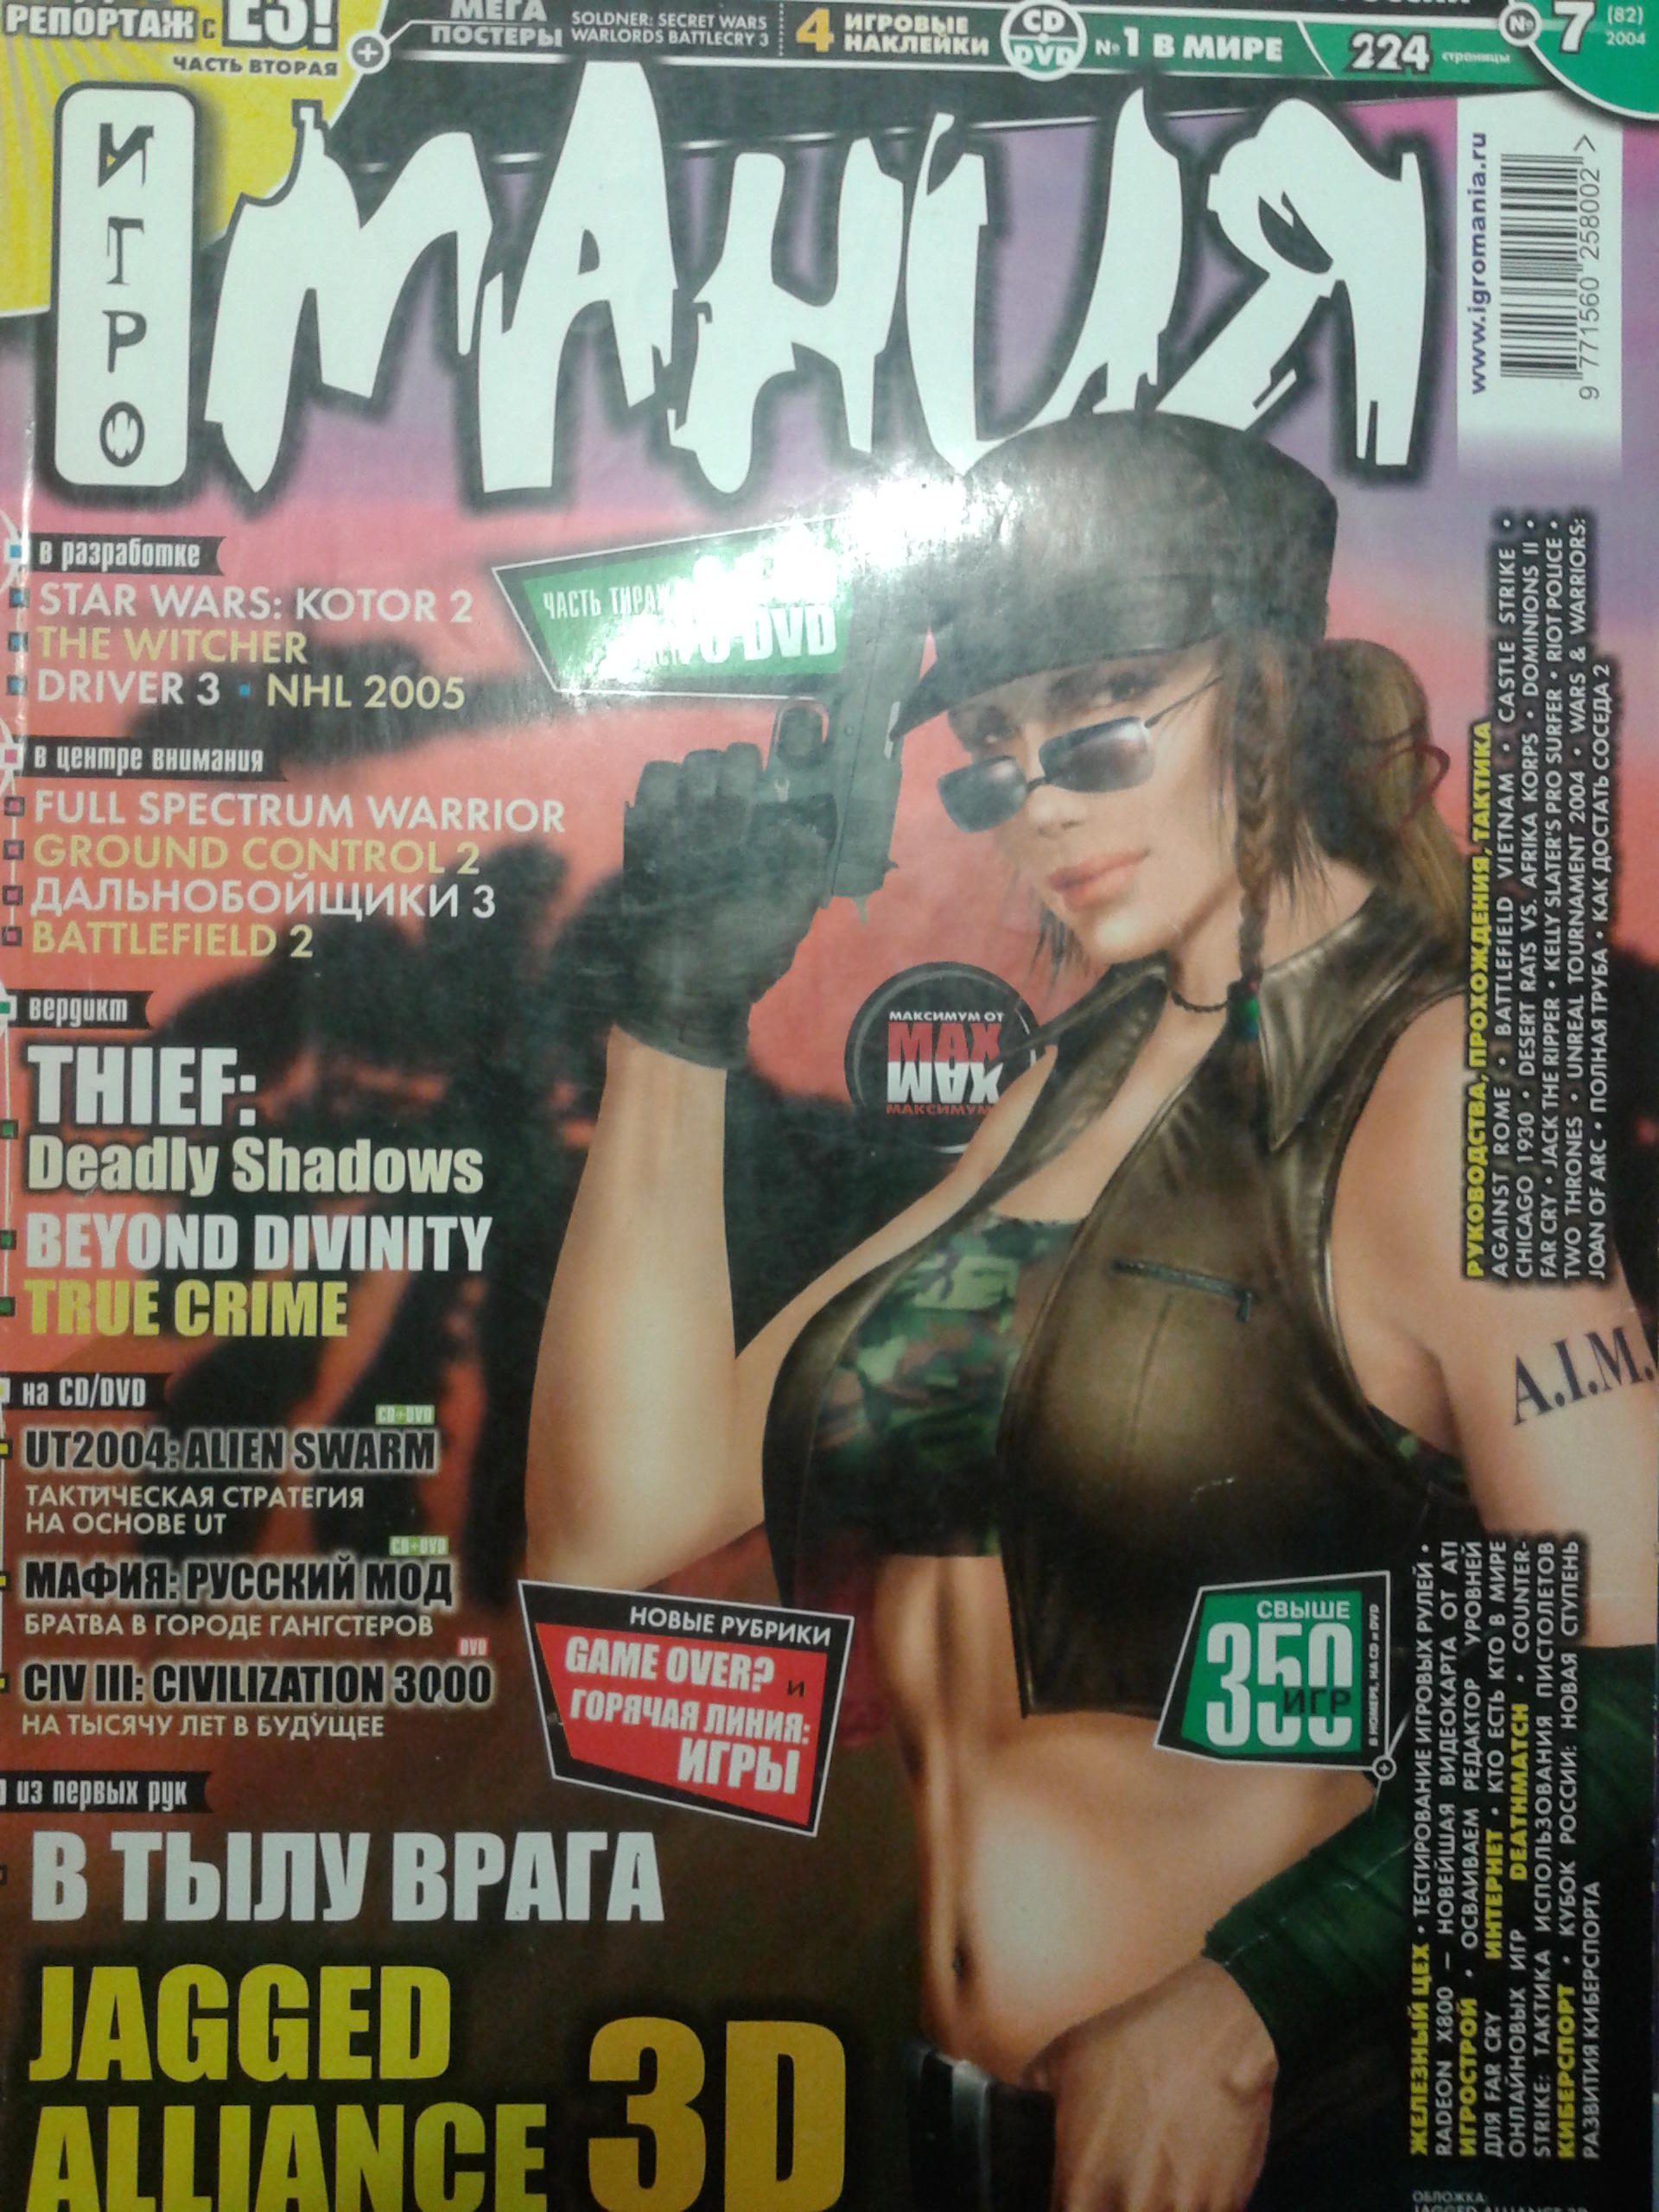 РЕПОРТАЖ С E3!
ЧАСТЬ ВТОРАЯ
МЕГА
ПОСТЕРЫ
SOLDNER: SECRET WARS
WARLORDS BATTLECRY 3
4 ИГРОВЫЕ
НАКЛЕЙКИ
CD
DVD
№1 В МИРЕ
224 страницы
№ 7 (82)
2004
ИГРО
МАНИЯ
www.igromania.ru
9 771560 258002 >
в разработке
STAR WARS: KOTOR 2
THE WITCHER
DRIVER 3 • NHL 2005
ЧАСТЬ
DVD
в центре внимания
FULL SPECTRUM WARRIOR
GROUND CONTROL 2
ДАЛЬНОБОЙЩИКИ 3
BATTLEFIELD 2
вердикт
THIEF:
Deadly Shadows
BEYOND DIVINITY
TRUE CRIME
МАКСИМУМ ОТ
MAX
MAX
МАКСИМУМ
на CD/DVD
CD+DVD
UT2004: ALIEN SWARM
ТАКТИЧЕСКАЯ СТРАТЕГИЯ
НА ОСНОВЕ UT
CD+DVD
МАФИЯ: РУССКИЙ МОД
БРАТВА В ГОРОДЕ ГАНГСТЕРОВ
DVD
CIV III: CIVILIZATION 3000
НА ТЫСЯЧУ ЛЕТ В БУДУЩЕЕ
НОВЫЕ РУБРИКИ
GAME OVER? И
ГОРЯЧАЯ ЛИНИЯ:
ИГРЫ
из первых рук
В ТЫЛУ ВРАГА
JAGGED
ALLIANCE 3D
A.I.M.
СВЫШЕ
350
ИГР
РУКОВОДСТВА, ПРОХОЖДЕНИЯ, ТАКТИКА
AGAINST ROME • BATTLEFIELD VIETNAM • CASTLE STRIKE •
CHICAGO 1930 • DESERT RATS VS. AFRIKA KORPS • DOMINIONS II •
FAR CRY • JACK THE RIPPER • KELLY SLATER'S PRO SURFER • RIOT POLICE •
TWO THRONES • UNREAL TOURNAMENT 2004 • WARS & WARRIORS:
JOAN OF ARC • ПОЛНАЯ ТРУБА • КАК ДОСТАТЬ СОСЕДА 2
ЖЕЛЕЗНЫЙ ЦЕХ • ТЕСТИРОВАНИЕ ИГРОВЫХ РУЛЕЙ •
RADEON X800 — НОВЕЙШАЯ ВИДЕОКАРТА ОТ ATI
ИГРОСТРОЙ • ОСВАИВАЕМ РЕДАКТОР УРОВНЕЙ
ДЛЯ FAR CRY ИНТЕРНЕТ • КТО ЕСТЬ КТО В МИРЕ
ОНЛАЙНОВЫХ ИГР DEATHMATCH • COUNTER-
STRIKE: ТАКТИКА ИСПОЛЬЗОВАНИЯ ПИСТОЛЕТОВ
КИБЕРСПОРТ • КУБОК РОССИИ: НОВАЯ СТУПЕНЬ
РАЗВИТИЯ КИБЕРСПОРТА
ОБЛОЖКА: